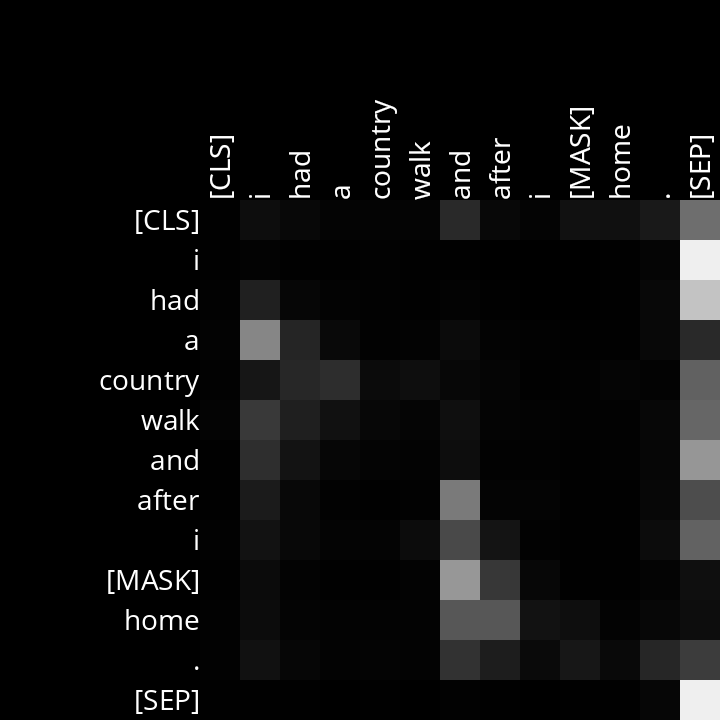 [CLS] i had a country walk and after i [MASK] home . [SEP]
[CLS]
i
had
a
country
walk
and
after
i
[MASK]
home
.
[SEP]